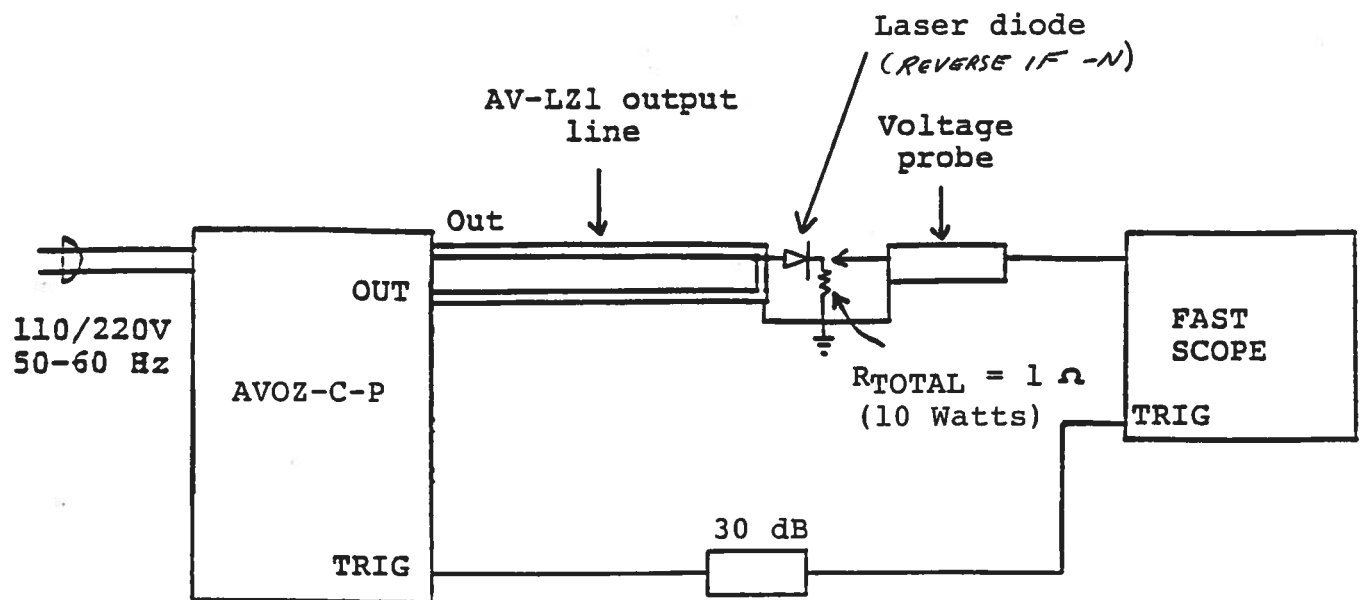 Laser diode
(REVERSE IF -N)
AV-LZ1 output
line
Voltage
probe
Out
OUT
110/220V
50-60 Hz
AVOZ-C-P
RTOTAL = 1 Ω
(10 Watts)
FAST
SCOPE
TRIG
30 dB
TRIG